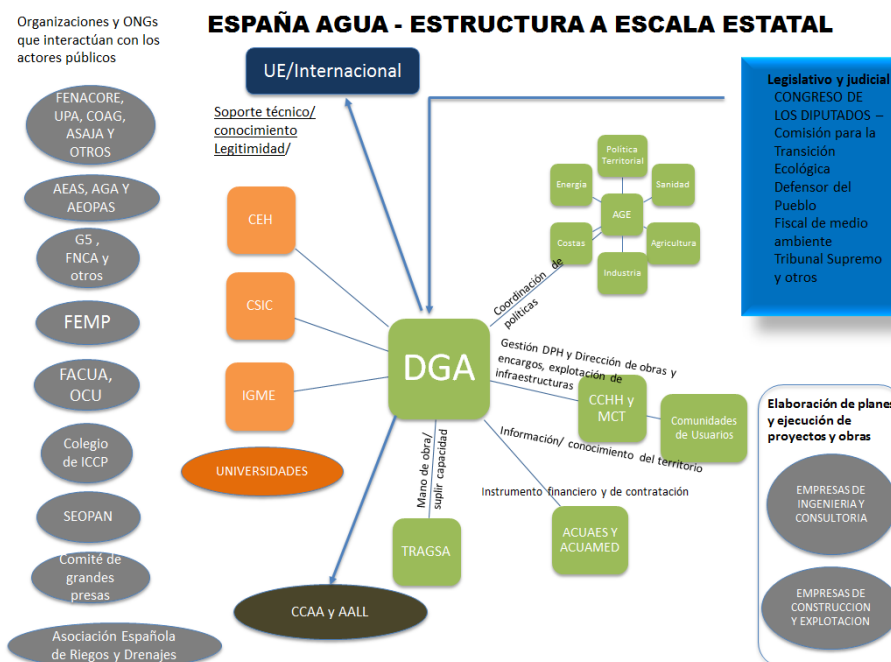 Organizaciones y ONGs
que interactúan con los
actores públicos
ESPAÑA AGUA - ESTRUCTURA A ESCALA ESTATAL
UE/Internacional
Soporte técnico/
conocimiento
Legitimidad/
FENACORE,
UPA, COAG,
ASAJA Y
OTROS
AEAS, AGA Y
AEOPAS
G5 ,
FNCA y
otros
FEMP
FACUA,
OCU
Colegio
de ICCP
SEOPAN
Comité de
grandes
presas
Asociación Española
de Riegos y Drenajes
CEH
CSIC
IGME
UNIVERSIDADES
CCAA y AALL
DGA
Mano de obra/
suplir capacidad
TRAGSA
Coordinación de
políticas
Política
Territorial
Energía
Sanidad
AGE
Costas
Agricultura
Industria
Gestión DPH y Dirección de obras y
encargos, explotación de
infraestructuras
CCHH y
MCT
Comunidades
de Usuarios
Información/ conocimiento del territorio
Instrumento financiero y de contratación
ACUAES Y
ACUAMED
Legislativo y judicial
CONGRESO DE
LOS DIPUTADOS –
Comisión para la
Transición
Ecológica
Defensor del
Pueblo
Fiscal de medio
ambiente
Tribunal Supremo
y otros
Elaboración de planes
y ejecución de
proyectos y obras
EMPRESAS DE
INGENIERIA Y
CONSULTORIA
EMPRESAS DE
CONSTRUCCION
Y EXPLOTACION